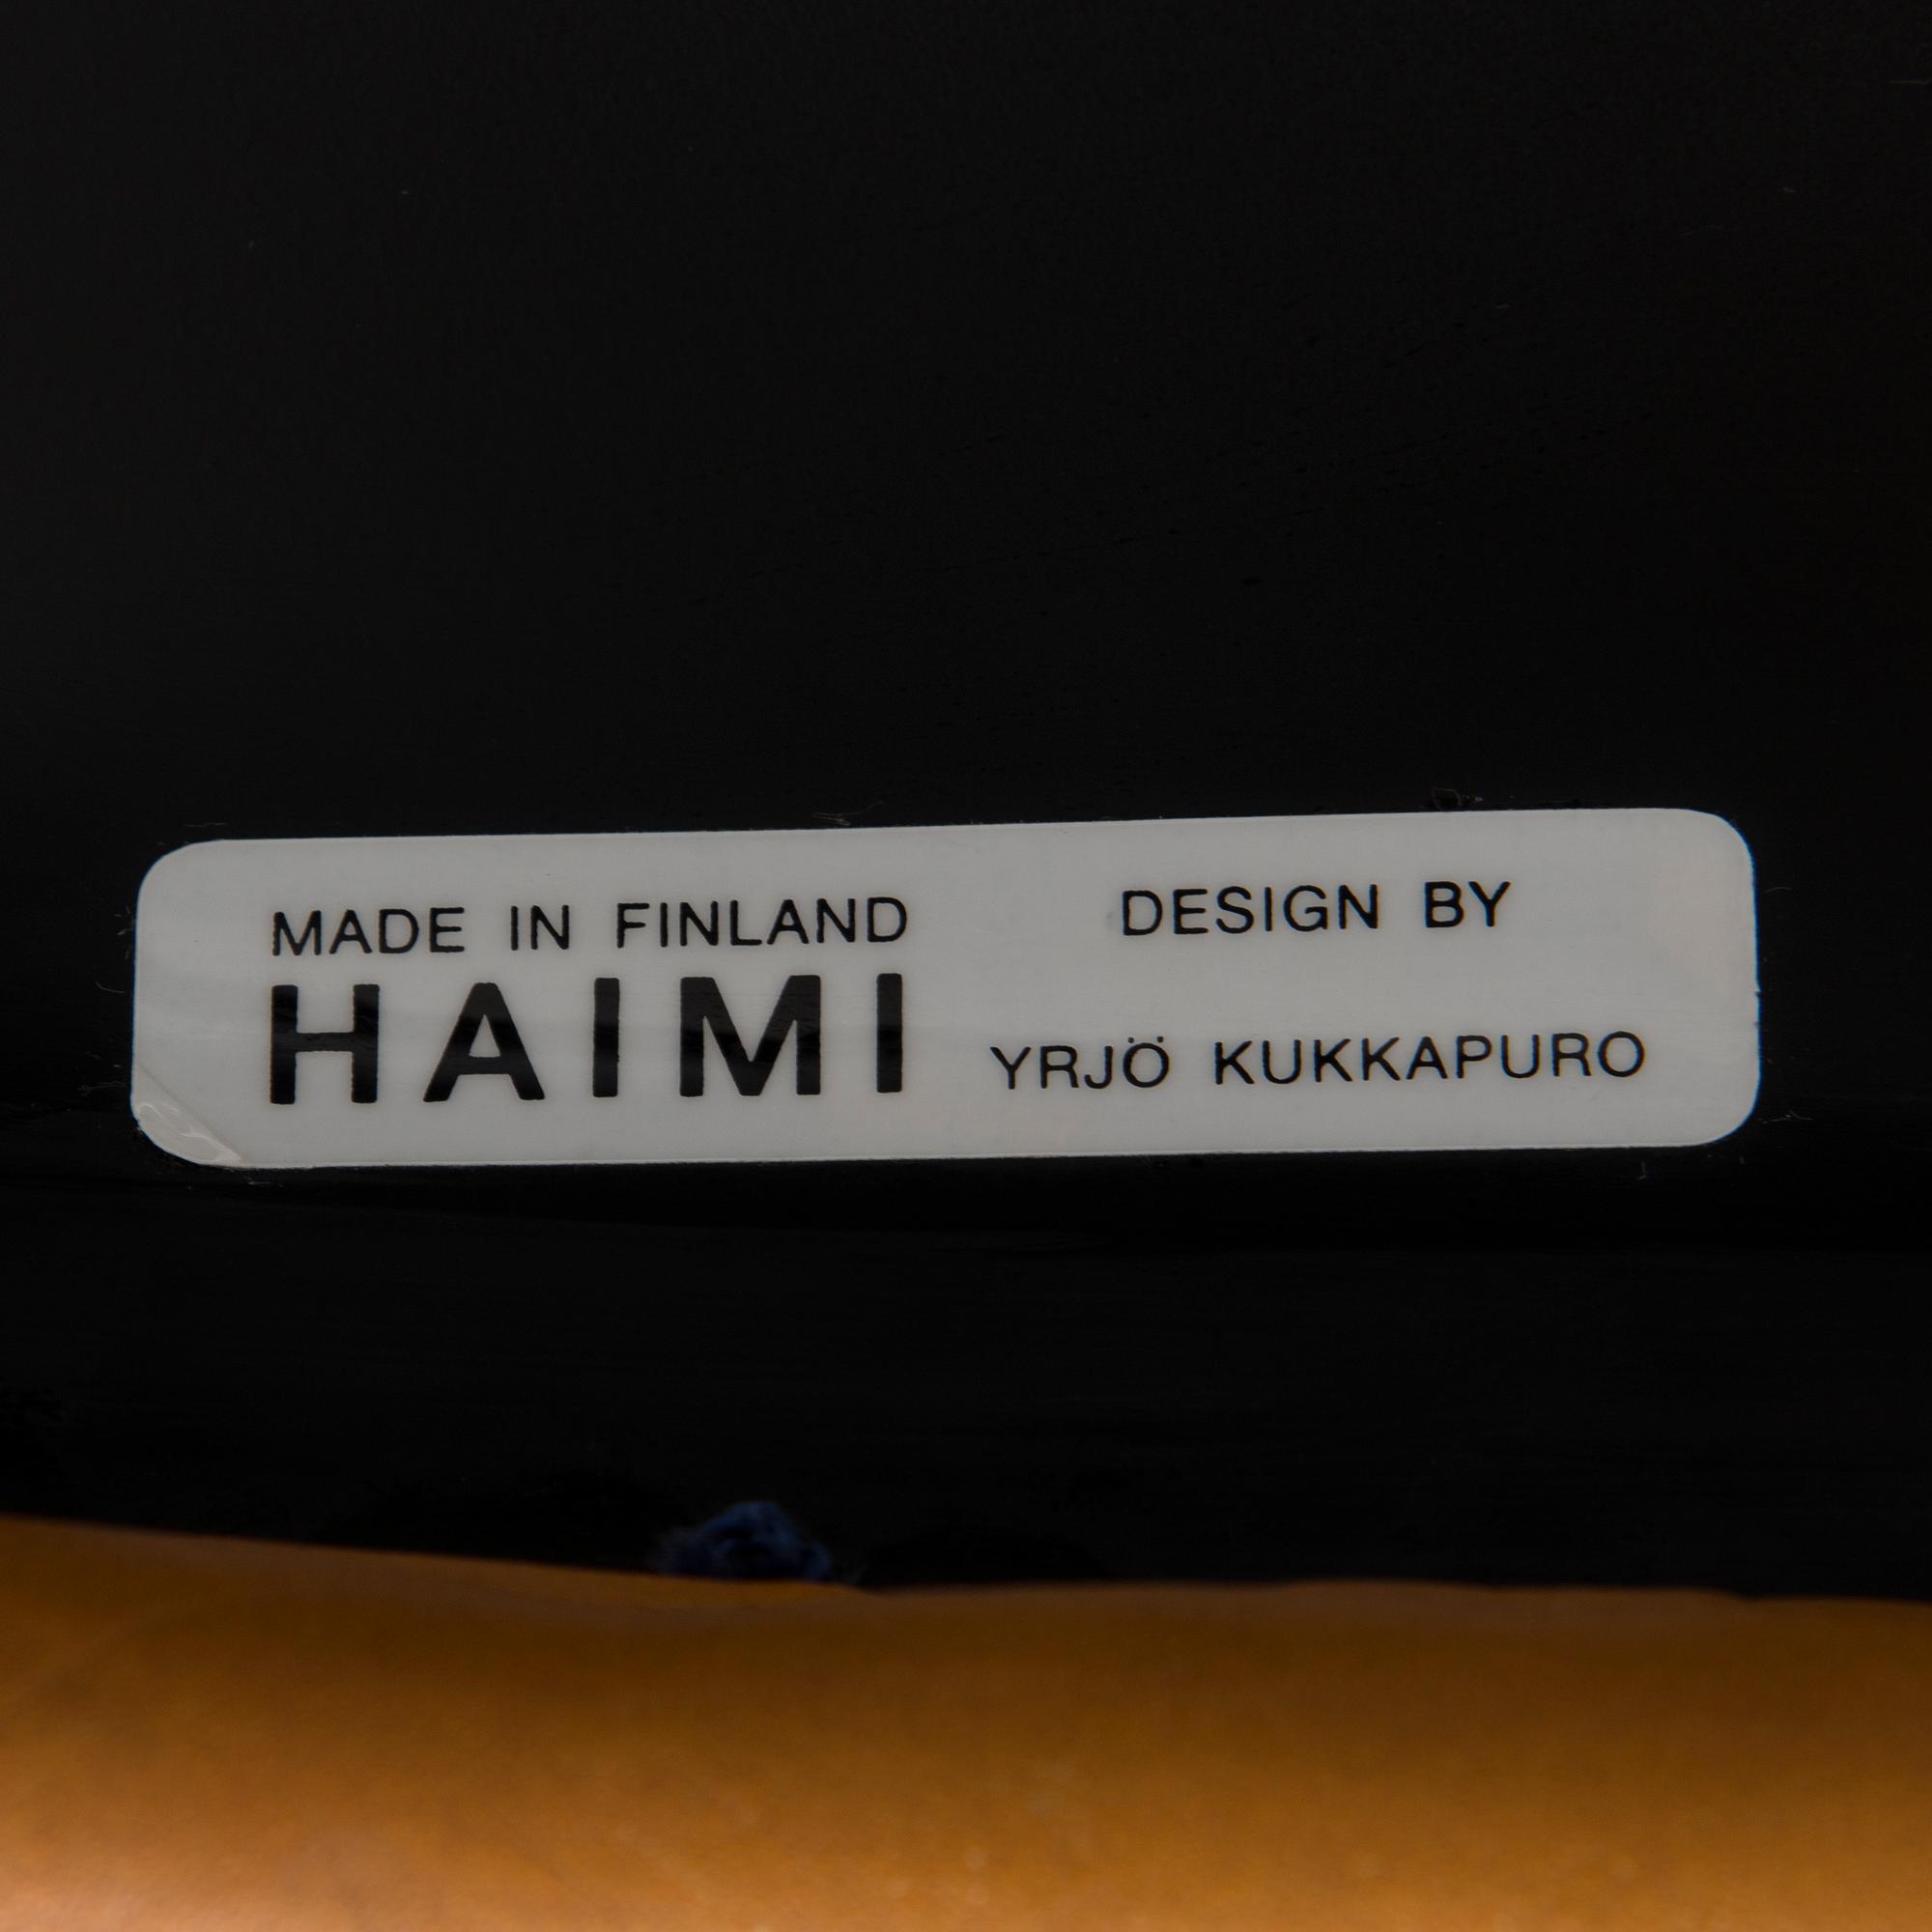 MADE IN FINLAND
HAIMI
DESIGN BY
YRJÖ KUKKAPURO